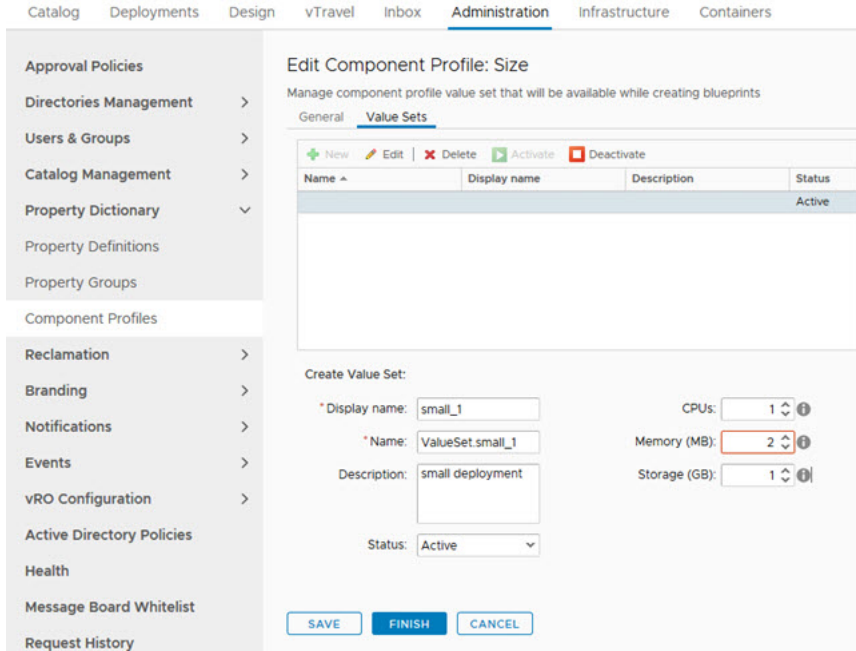 Catalog Deployments Design vTravel Inbox Administration Infrastructure Containers
Approval Policies
Directories Management
Users & Groups
Catalog Management
Property Dictionary
Property Definitions
Property Groups
Component Profiles
Reclamation
Branding
Notifications
Events
vRO Configuration
Active Directory Policies
Health
Message Board Whitelist
Request History
Edit Component Profile: Size
Manage component profile value set that will be available while creating blueprints
General Value Sets
New Edit Delete Activate Deactivate
Name Display name Description Status
Active
Create Value Set:
*Display name: small_1
*Name: ValueSet.small_1
Description: small deployment
Status: Active
CPUs: 1
Memory (MB): 2
Storage (GB): 1
SAVE FINISH CANCEL